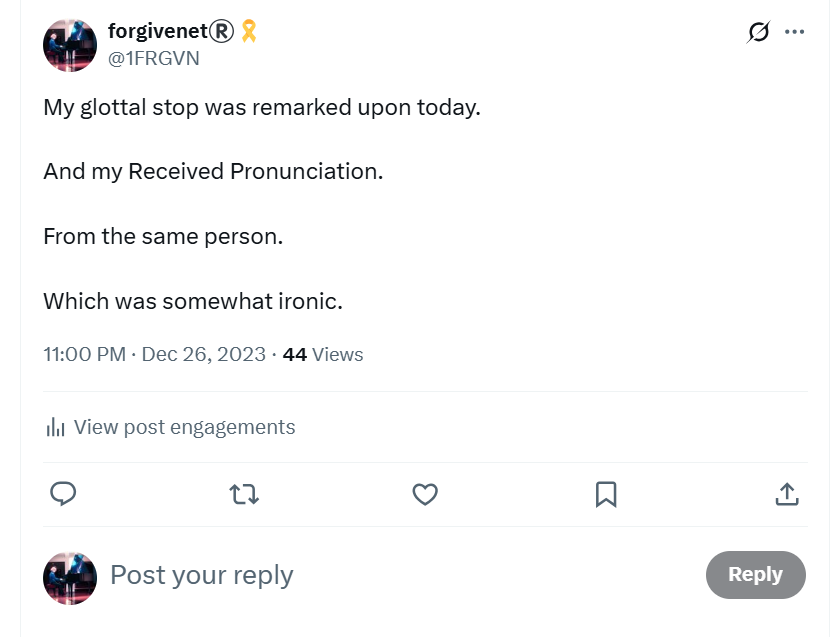 forgivenet®🎗
@1FRGVN
My glottal stop was remarked upon today.
And my Received Pronunciation.
From the same person.
Which was somewhat ironic.
11:00 PM · Dec 26, 2023 · 44 Views
View post engagements
Post your reply
Reply